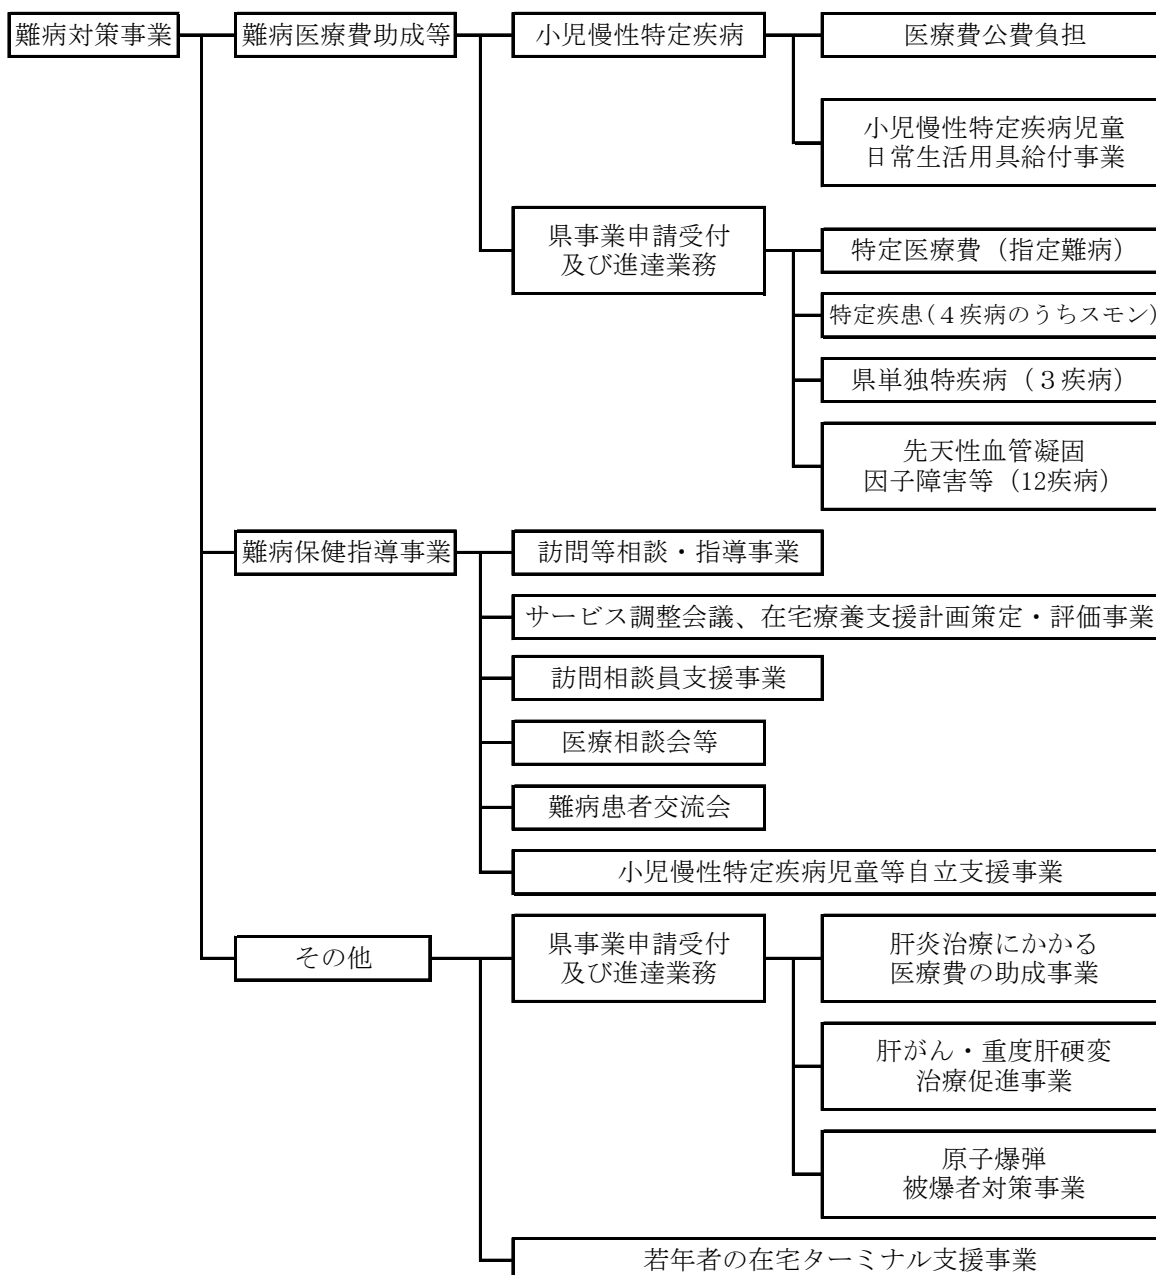 難病対策事業
難病医療費助成等
小児慢性特定疾病
医療費公費負担
小児慢性特定疾病児童
日常生活用具給付事業
県事業申請受付
及び進達業務
特定医療費（指定難病）
特定疾患（４疾病のうちスモン）
県単独特疾病（３疾病）
先天性血管凝固
因子障害等（12疾病）
難病保健指導事業
訪問等相談・指導事業
サービス調整会議、在宅療養支援計画策定・評価事業
訪問相談員支援事業
医療相談会等
難病患者交流会
小児慢性特定疾病児童等自立支援事業
その他
県事業申請受付
及び進達業務
肝炎治療にかかる
医療費の助成事業
肝がん・重度肝硬変
治療促進事業
原子爆弾
被爆者対策事業
若年者の在宅ターミナル支援事業